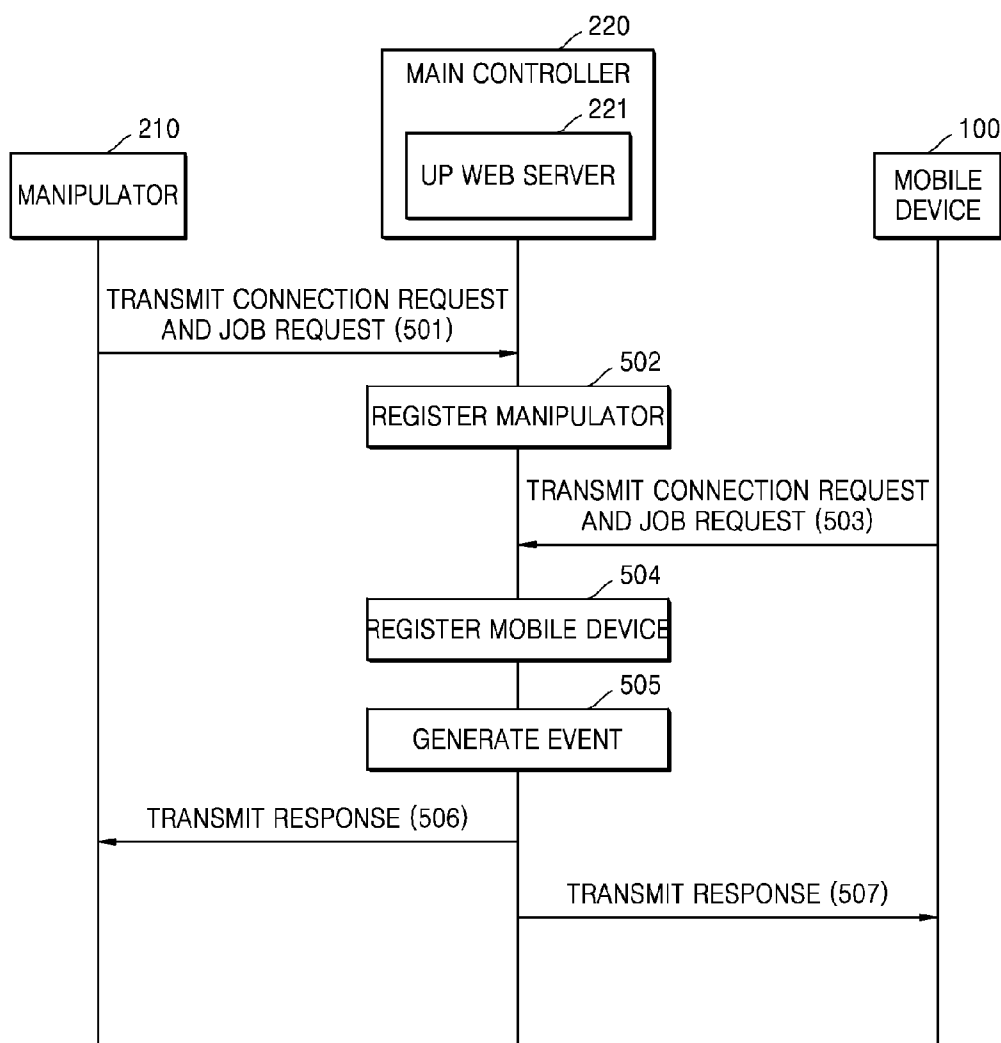 220
MAIN CONTROLLER
221
UP WEB SERVER
210
MANIPULATOR
100
MOBILE
DEVICE
TRANSMIT CONNECTION REQUEST
AND JOB REQUEST (501)
502
REGISTER MANIPULATOR
TRANSMIT CONNECTION REQUEST
AND JOB REQUEST (503)
504
REGISTER MOBILE DEVICE
505
GENERATE EVENT
TRANSMIT RESPONSE (506)
TRANSMIT RESPONSE (507)